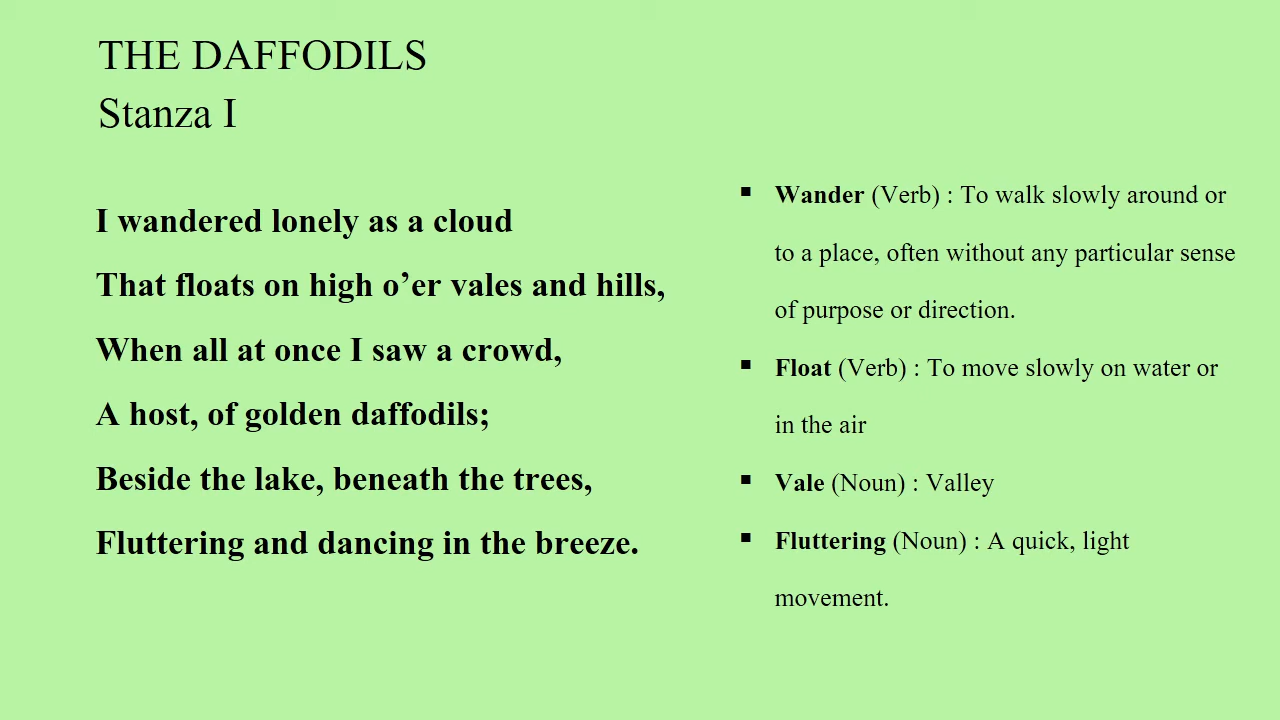 THE DAFFODILS
Stanza I
I wandered lonely as a cloud
That floats on high o’er vales and hills,
When all at once I saw a crowd,
A host, of golden daffodils;
Beside the lake, beneath the trees,
Fluttering and dancing in the breeze.
▪ Wander (Verb) : To walk slowly around or
to a place, often without any particular sense
of purpose or direction.
▪ Float (Verb) : To move slowly on water or
in the air
▪ Vale (Noun) : Valley
▪ Fluttering (Noun) : A quick, light
movement.